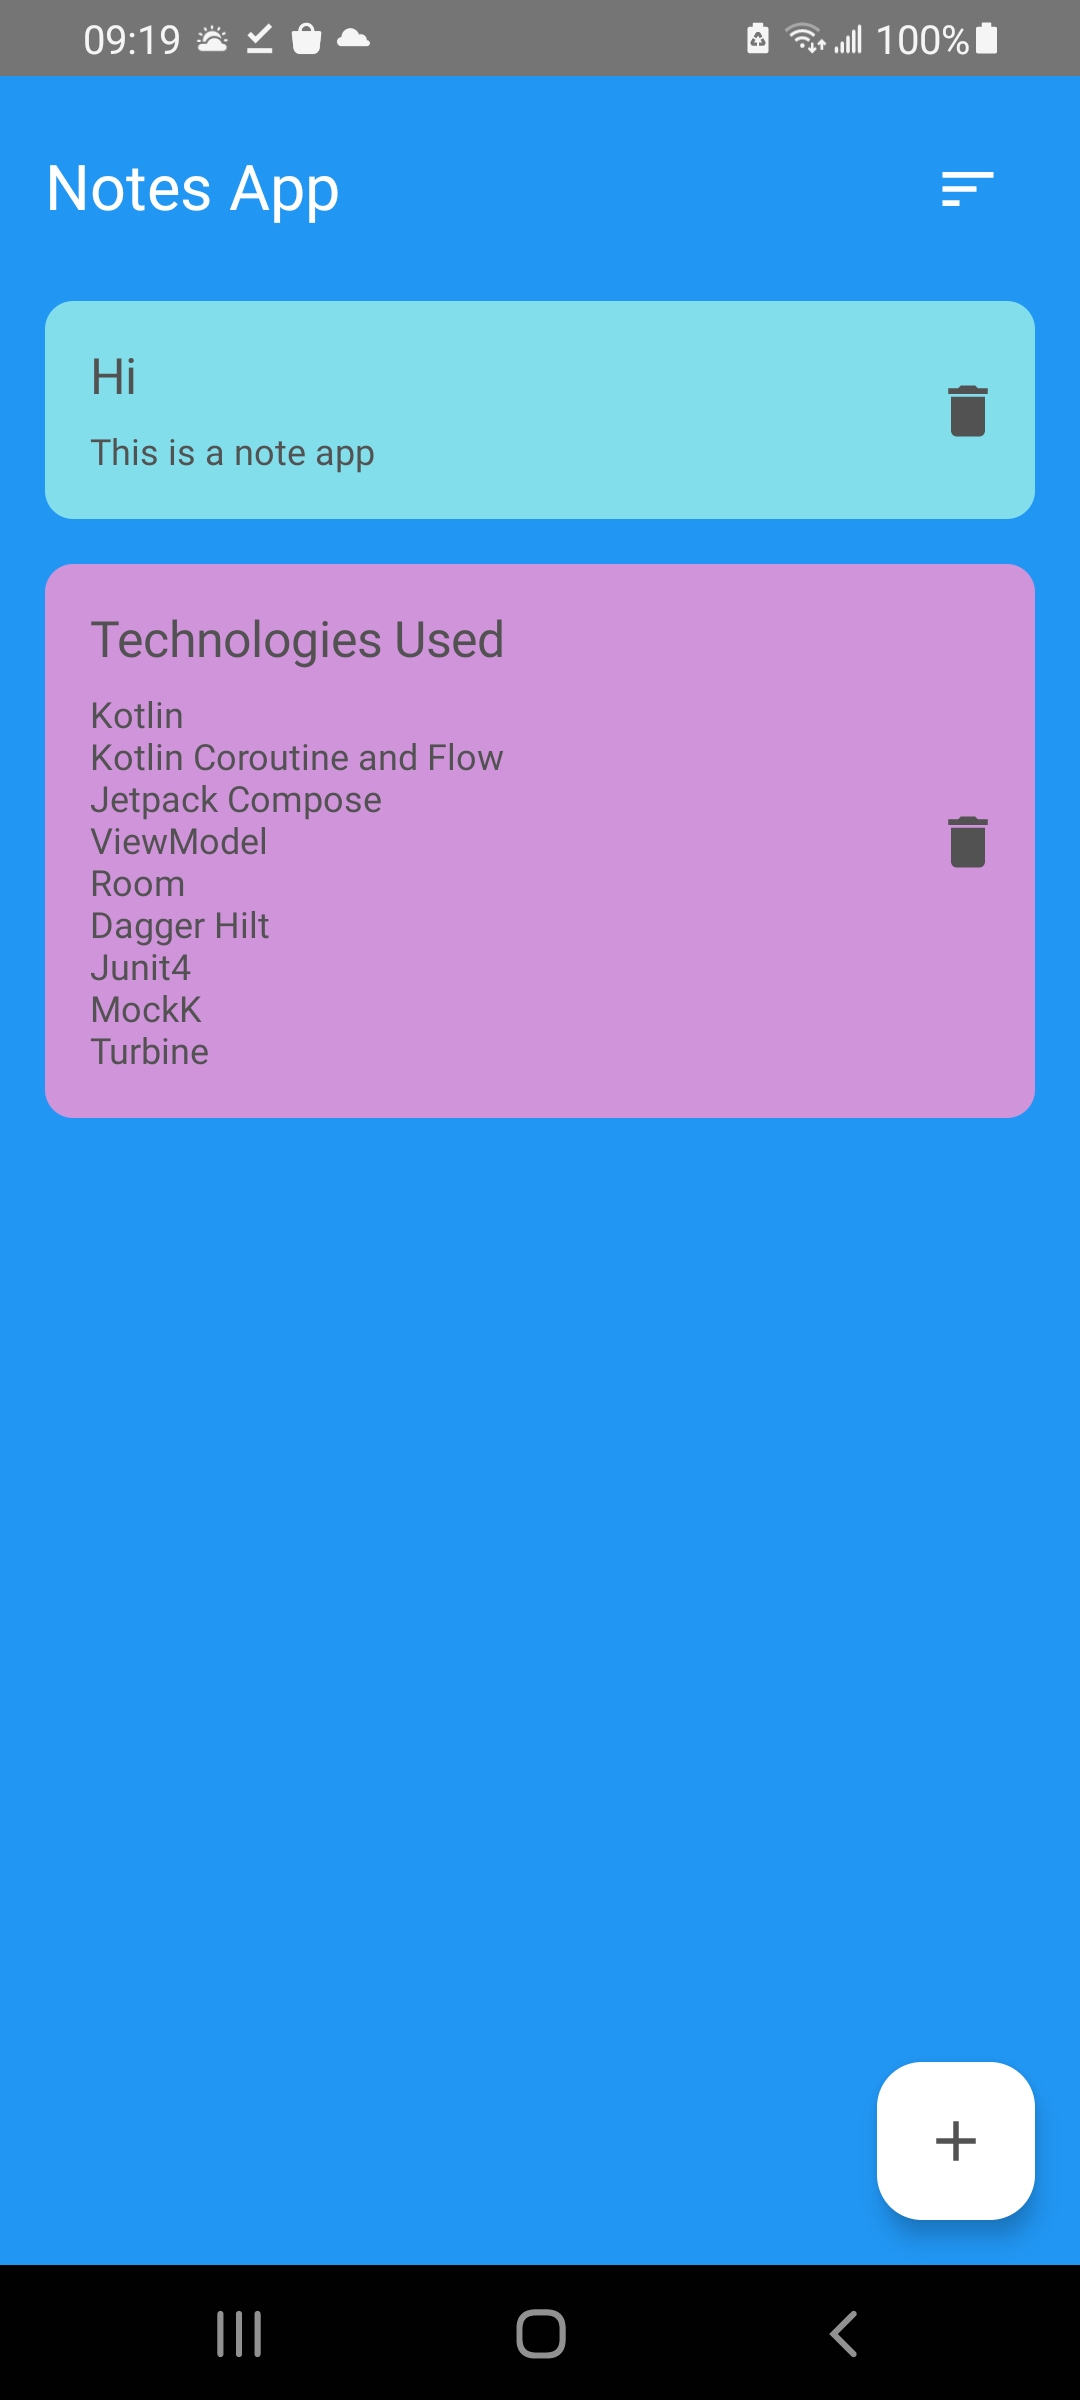 09:19 100%
Notes App
Hi
This is a note app
Technologies Used
Kotlin
Kotlin Coroutine and Flow
Jetpack Compose
ViewModel
Room
Dagger Hilt
Junit4
MockK
Turbine